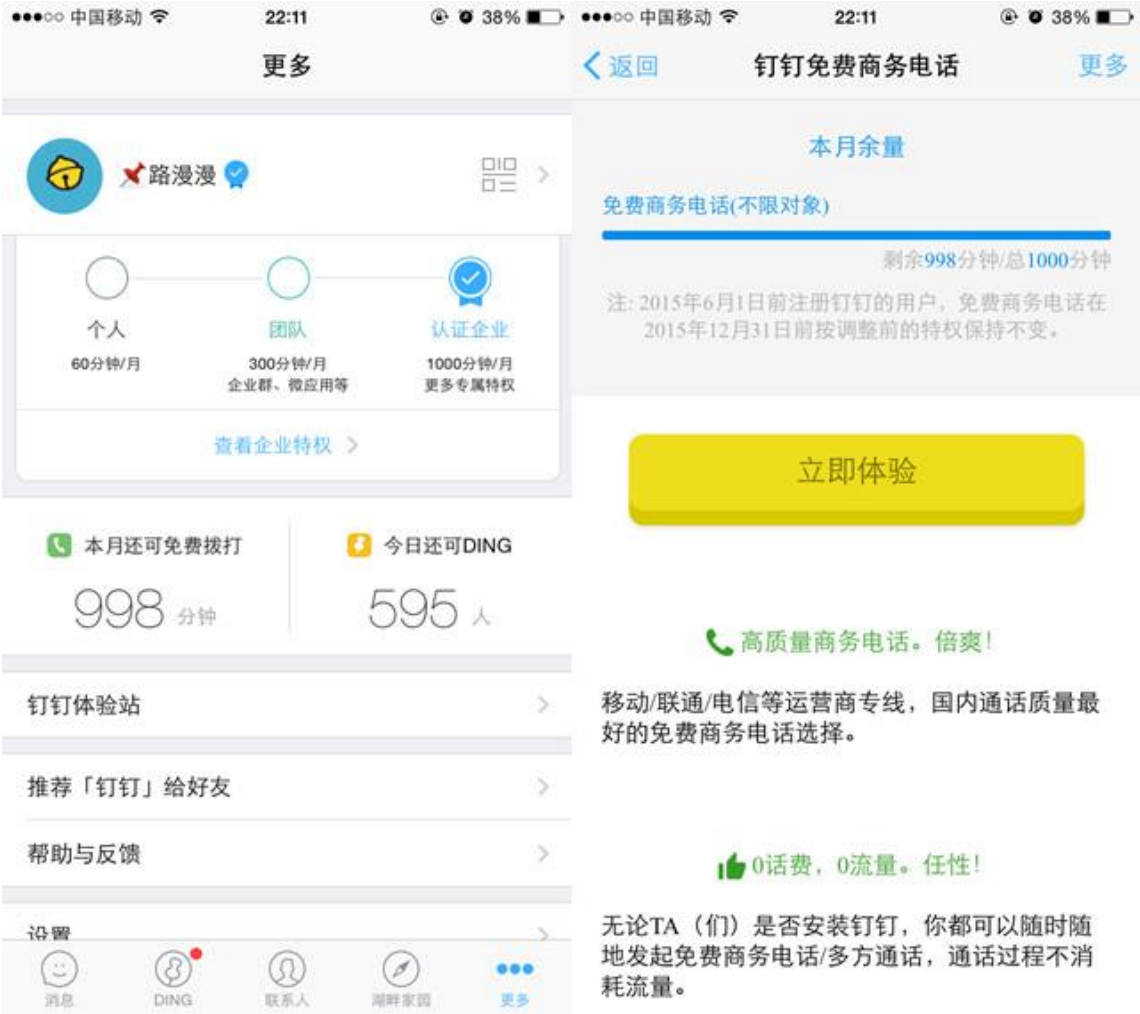 中国移动 22:11 38%
更多
路漫漫
个人 团队 认证企业
60分钟/月 300分钟/月 1000分钟/月
企业群、微应用等 更多专属特权
查看企业特权
本月还可免费拨打 今日还可DING
998 分钟 595 人
钉钉体验站
推荐「钉钉」给好友
帮助与反馈
设置
消息 DING 联系人 湖畔家园 更多
中国移动 22:11 38%
返回 钉钉免费商务电话 更多
本月余量
免费商务电话(不限对象)
剩余998分钟/总1000分钟
注: 2015年6月1日前注册钉钉的用户，免费商务电话在
2015年12月31日前按调整前的特权保持不变。
立即体验
高质量商务电话。倍爽!
移动/联通/电信等运营商专线，国内通话质量最
好的免费商务电话选择。
0话费，0流量。任性!
无论TA（们）是否安装钉钉，你都可以随时随
地发起免费商务电话/多方通话，通话过程不消
耗流量。